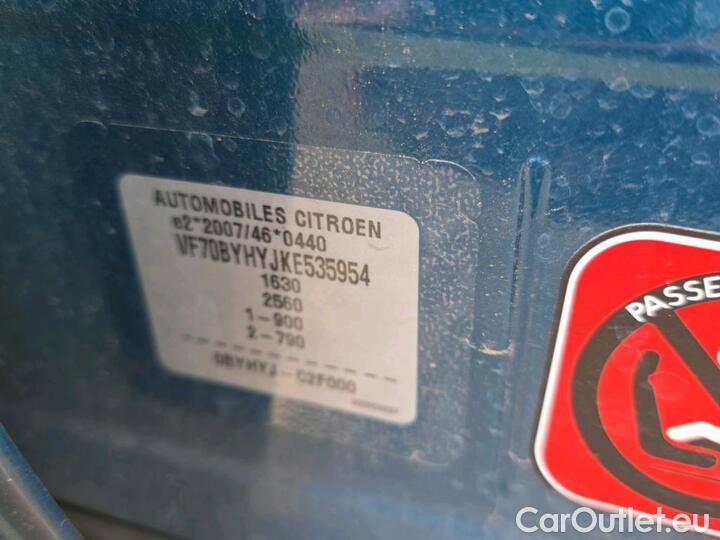 AUTOMOBILES CITROEN
e2*2007/46*0440
VF70BYHYJKE535954
1630
2560
1-900
2-790
0BYHYJ - C2F000
PASSE
CarOutlet.eu